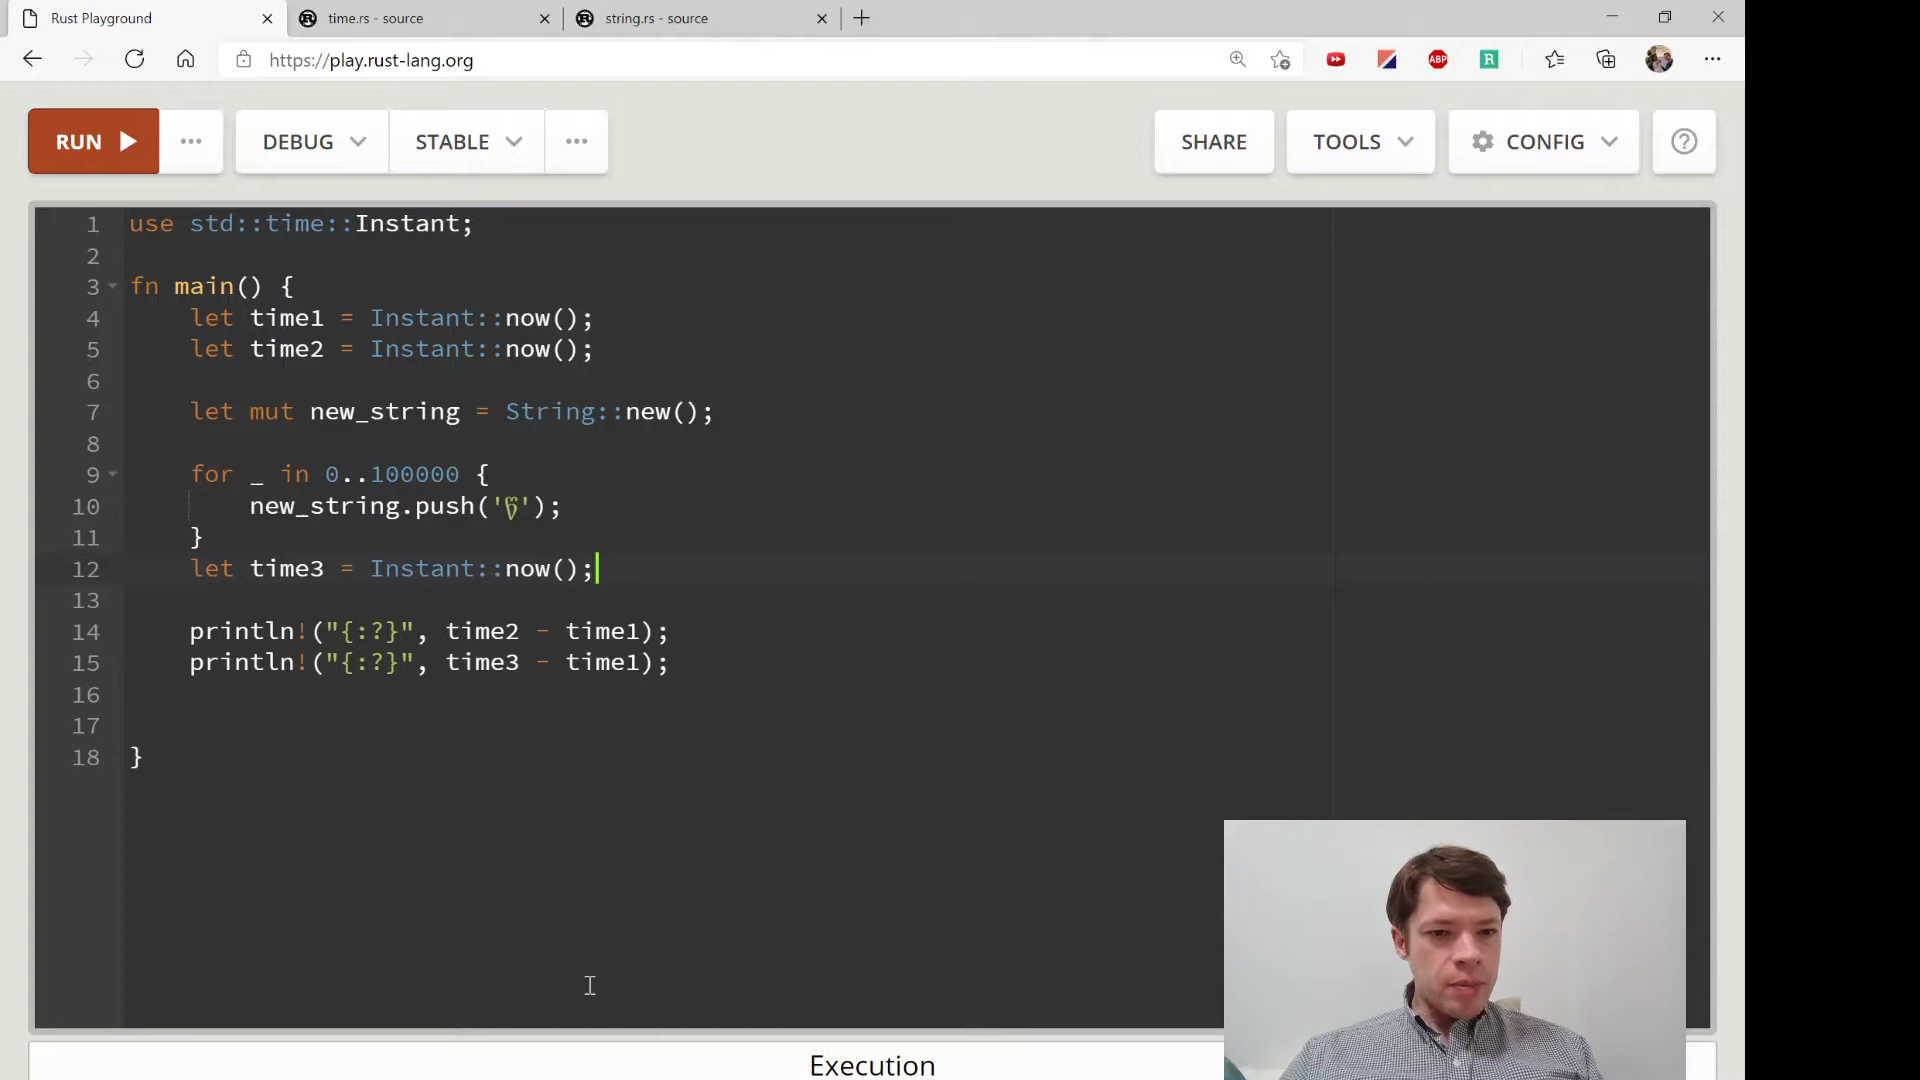 Rust Playground
time.rs - source
string.rs - source
https://play.rust-lang.org
ABP
R
RUN
DEBUG
STABLE
SHARE
TOOLS
CONFIG
1 use std::time::Instant;
2
3 fn main() {
4 let time1 = Instant::now();
5 let time2 = Instant::now();
6
7 let mut new_string = String::new();
8
9 for _ in 0..100000 {
10 new_string.push('');
11 }
12 let time3 = Instant::now();
13
14 println!("{:?}", time2 - time1);
15 println!("{:?}", time3 - time1);
16
17
18 }
Execution